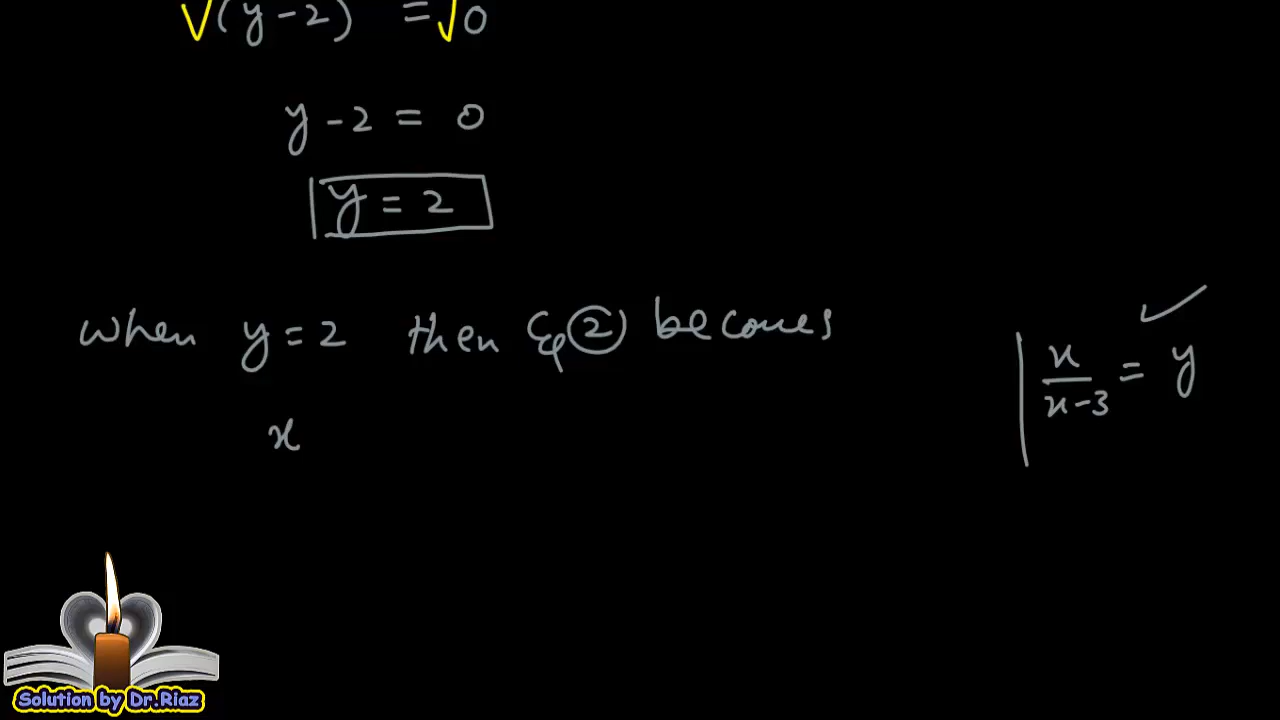 √(y-2) = √0
y-2 = 0
y = 2
when y = 2 then Eq ② becomes
x/x-3 = y
x
Solution by Dr.Riaz